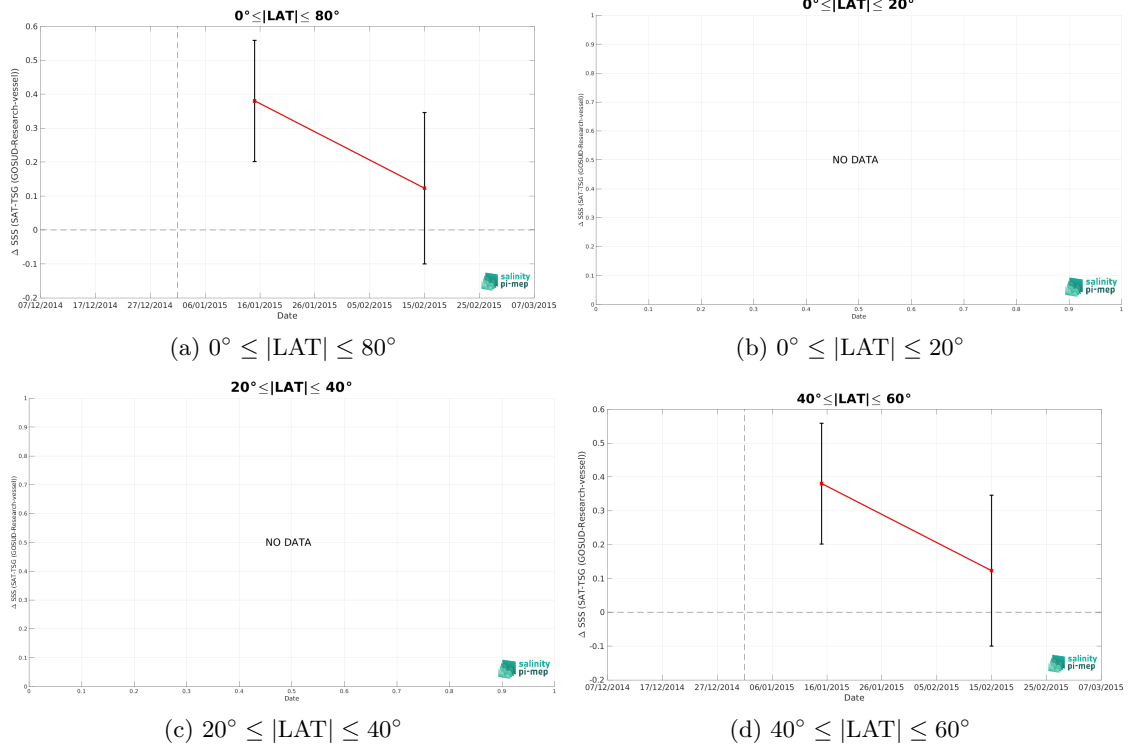 0°≤|LAT|≤ 80°
0.6
0.5
0.4
0.3
0.2
0.1
0
-0.1
-0.2
Δ SSS (SAT-TSG (GOSUD-Research-vessel))
07/12/2014 17/12/2014 27/12/2014 06/01/2015 16/01/2015 26/01/2015 05/02/2015 15/02/2015 25/02/2015 07/03/2015
Date
salinity
pi-mep
(a) 0° ≤ |LAT| ≤ 80°
0°≤|LAT|≤ 20°
1
0.9
0.8
0.7
0.6
0.5
0.4
0.3
0.2
0.1
0
Δ SSS (SAT-TSG (GOSUD-Research-vessel))
NO DATA
0 0.1 0.2 0.3 0.4 0.5 0.6 0.7 0.8 0.9 1
Date
salinity
pi-mep
(b) 0° ≤ |LAT| ≤ 20°
20°≤|LAT|≤ 40°
1
0.9
0.8
0.7
0.6
0.5
0.4
0.3
0.2
0.1
0
Δ SSS (SAT-TSG (GOSUD-Research-vessel))
NO DATA
0 0.1 0.2 0.3 0.4 0.5 0.6 0.7 0.8 0.9 1
Date
salinity
pi-mep
(c) 20° ≤ |LAT| ≤ 40°
40°≤|LAT|≤ 60°
0.6
0.5
0.4
0.3
0.2
0.1
0
-0.1
-0.2
Δ SSS (SAT-TSG (GOSUD-Research-vessel))
07/12/2014 17/12/2014 27/12/2014 06/01/2015 16/01/2015 26/01/2015 05/02/2015 15/02/2015 25/02/2015 07/03/2015
Date
salinity
pi-mep
(d) 40° ≤ |LAT| ≤ 60°